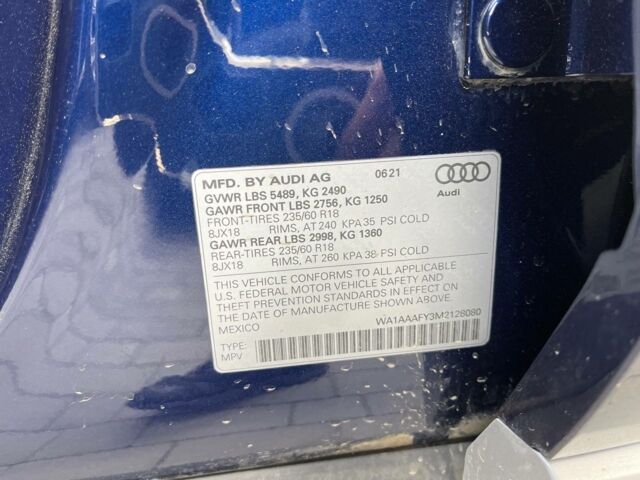 MFD. BY AUDI AG 06 21
GVWR LBS 5489, KG 2490
GAWR FRONT LBS 2756, KG 1250
FRONT-TIRES 235/60 R18
8JX18 RIMS, AT 240 KPA 35 PSI COLD
GAWR REAR LBS 2998, KG 1360
REAR-TIRES 235/60 R18
8JX18 RIMS, AT 260 KPA 38 PSI COLD
Audi
THIS VEHICLE CONFORMS TO ALL APPLICABLE
U.S. FEDERAL MOTOR VEHICLE SAFETY AND
THEFT PREVENTION STANDARDS IN EFFECT ON
THE DATE OF MANUFACTURE SHOWN ABOVE.
MEXICO
WA1AAAFY3M2128080
TYPE:
MPV